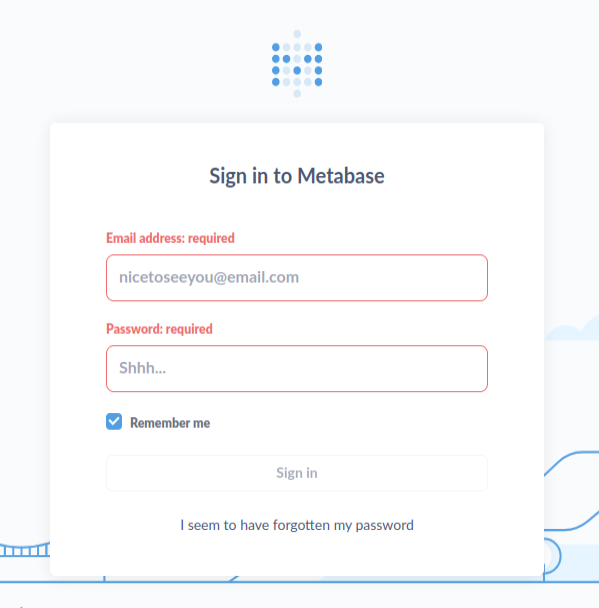 Sign in to Metabase
Email address: required
nicetoseeyou@email.com
Password: required
Shhh...
Remember me
Sign in
I seem to have forgotten my password